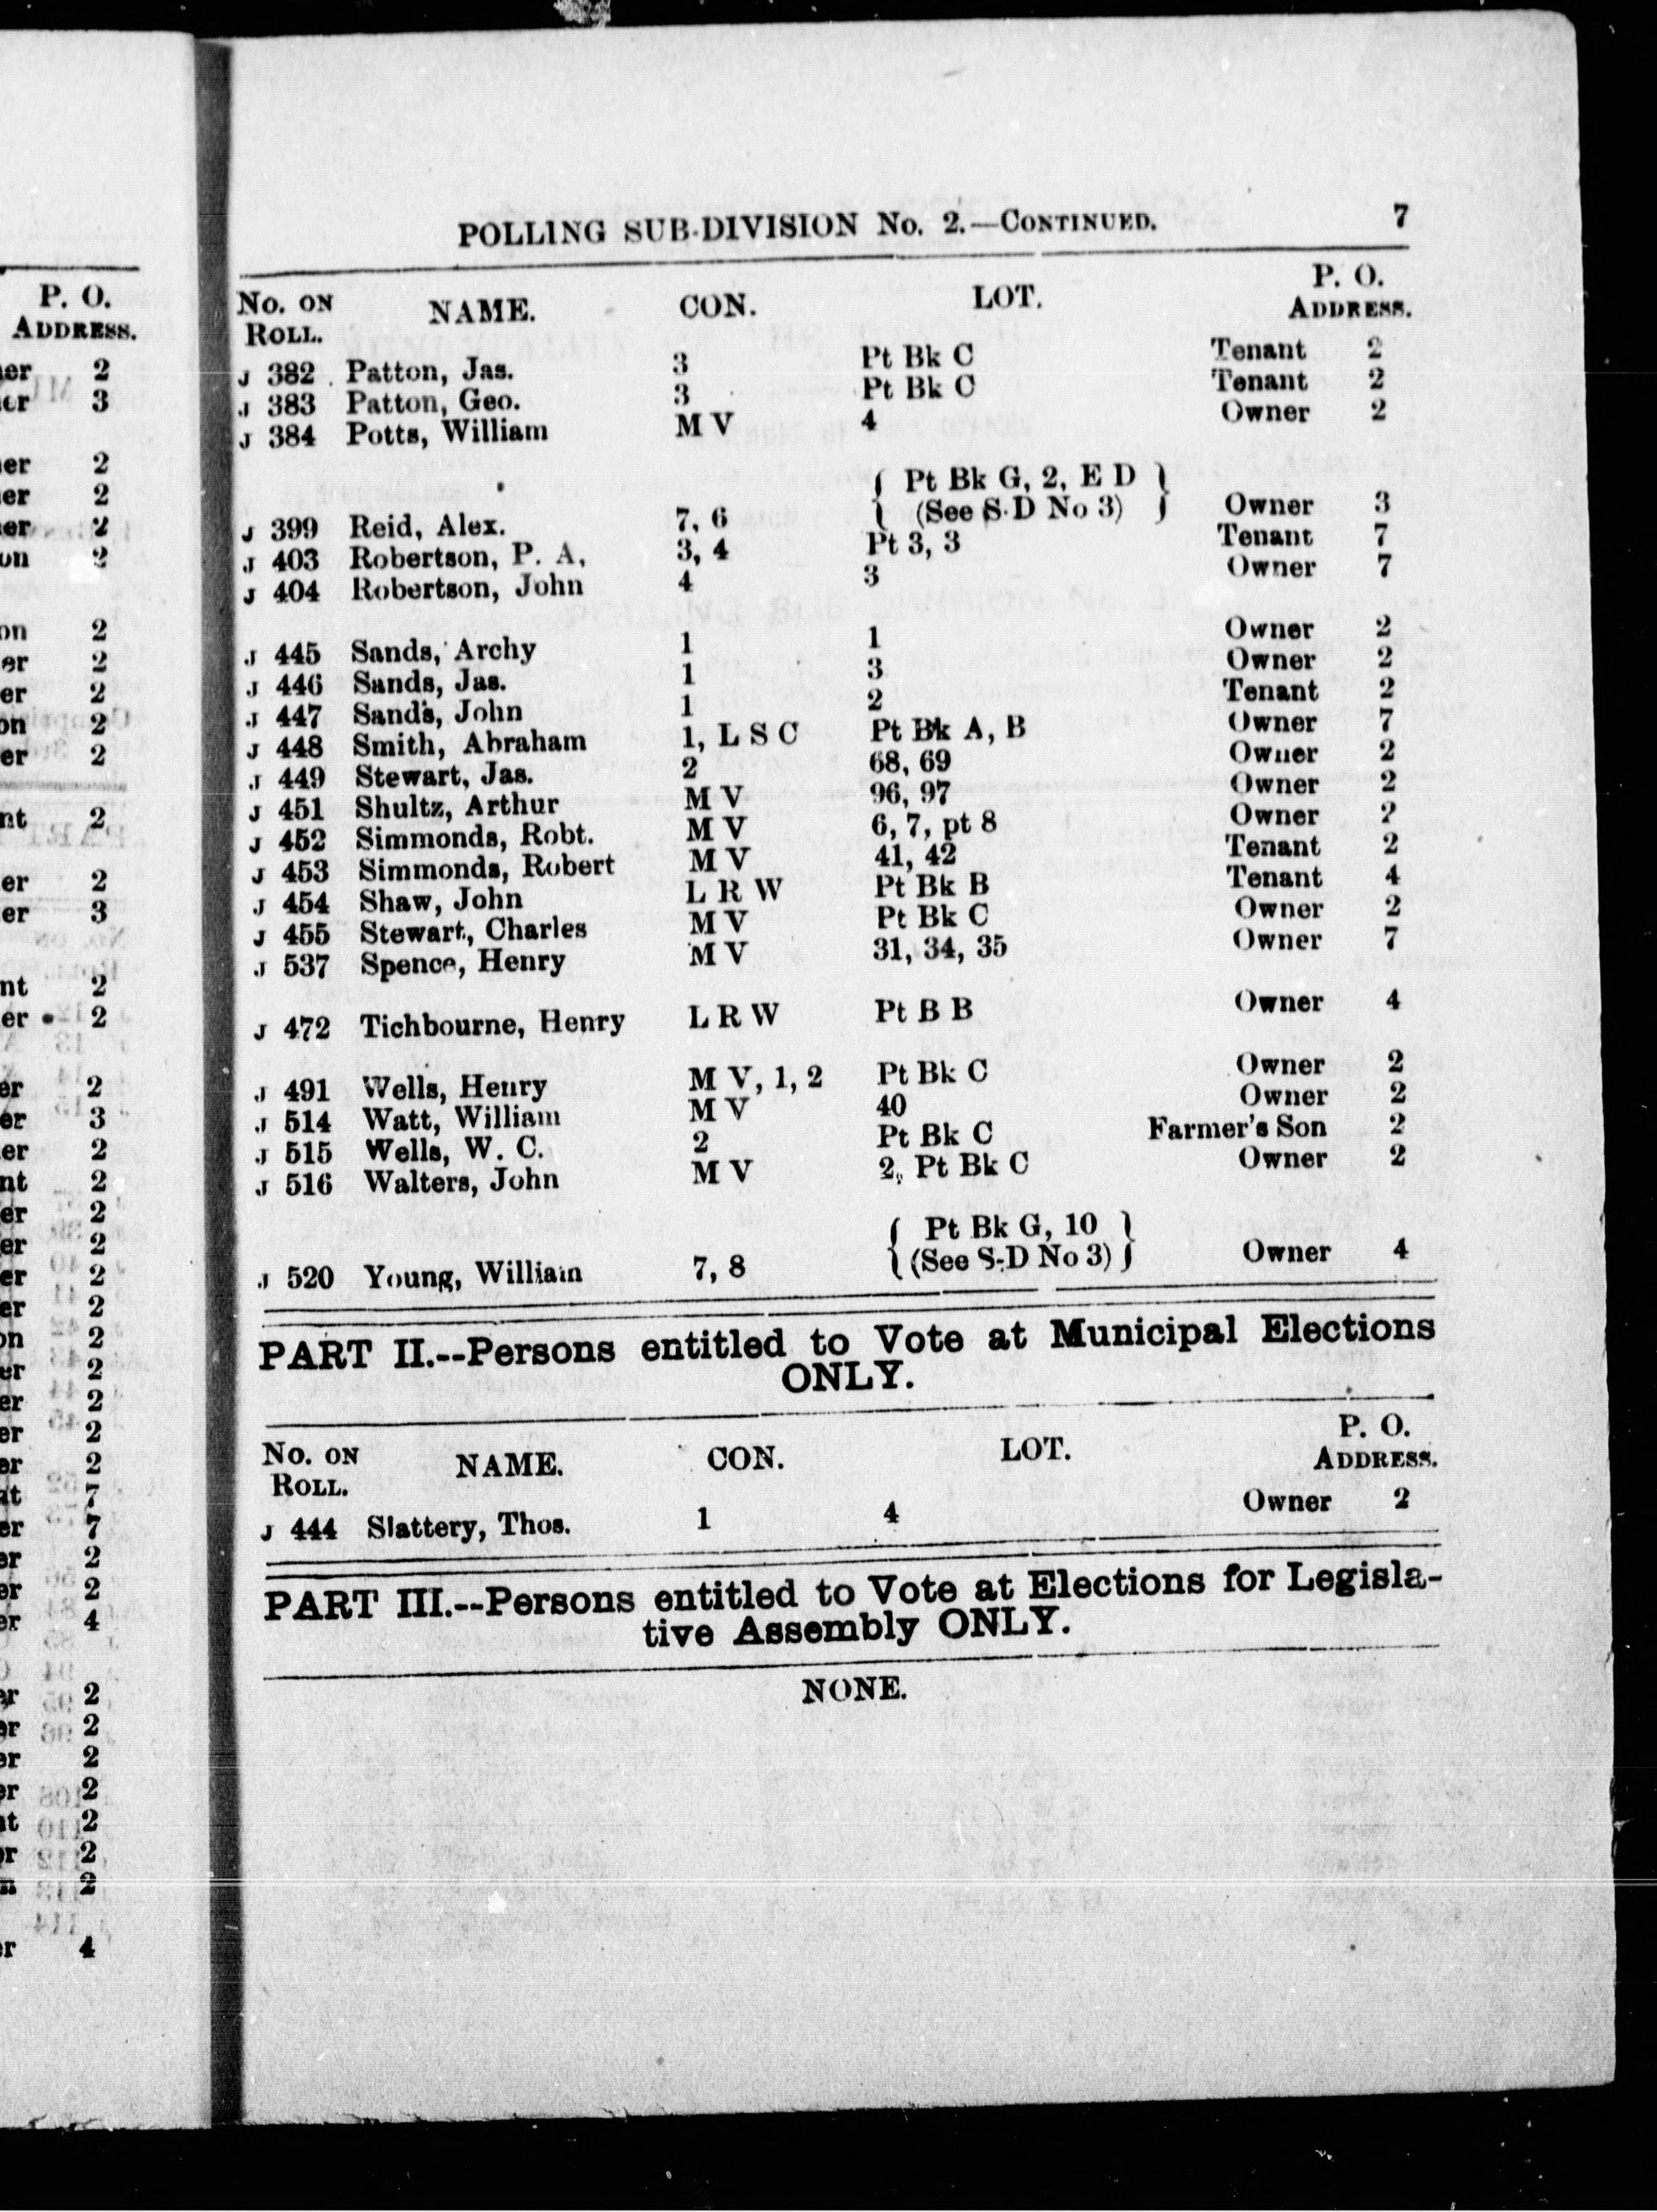 POLLING SUB-DIVISION No. 2.—CONTINUED. 7
No. ON ROLL. NAME. CON. LOT. P. O. ADDRESS.
J 382 Patton, Jas. 3 Pt Bk C Tenant 2
J 383 Patton, Geo. 3 Pt Bk C Tenant 2
J 384 Potts, William M V 4 Owner 2
Pt Bk G, 2, E D
J 399 Reid, Alex. 7, 6 (See S-D No 3) Owner 3
J 403 Robertson, P. A, 3, 4 Pt 3, 3 Tenant 7
J 404 Robertson, John 4 3 Owner 7
J 445 Sands, Archy 1 1 Owner 2
J 446 Sands, Jas. 1 3 Owner 2
J 447 Sands, John 1 2 Tenant 2
J 448 Smith, Abraham 1, L S C Pt Bk A, B Owner 7
J 449 Stewart, Jas. 2 68, 69 Owner 2
J 451 Shultz, Arthur M V 96, 97 Owner 2
J 452 Simmonds, Robt. M V 6, 7, pt 8 Owner 2
J 453 Simmonds, Robert M V 41, 42 Tenant 2
J 454 Shaw, John L R W Pt Bk B Tenant 4
J 455 Stewart, Charles M V Pt Bk C Owner 2
J 537 Spence, Henry M V 31, 34, 35 Owner 7
J 472 Tichbourne, Henry L R W Pt B B Owner 4
J 491 Wells, Henry M V, 1, 2 Pt Bk C Owner 2
J 514 Watt, William M V 40 Owner 2
J 515 Wells, W. C. 2 Pt Bk C Farmer's Son 2
J 516 Walters, John M V 2, Pt Bk C Owner 2
Pt Bk G, 10
J 520 Young, William 7, 8 (See S-D No 3) Owner 4
PART II.--Persons entitled to Vote at Municipal Elections
ONLY.
No. ON ROLL. NAME. CON. LOT. P. O. ADDRESS.
J 444 Slattery, Thos. 1 4 Owner 2
PART III.--Persons entitled to Vote at Elections for Legisla-
tive Assembly ONLY.
NONE.